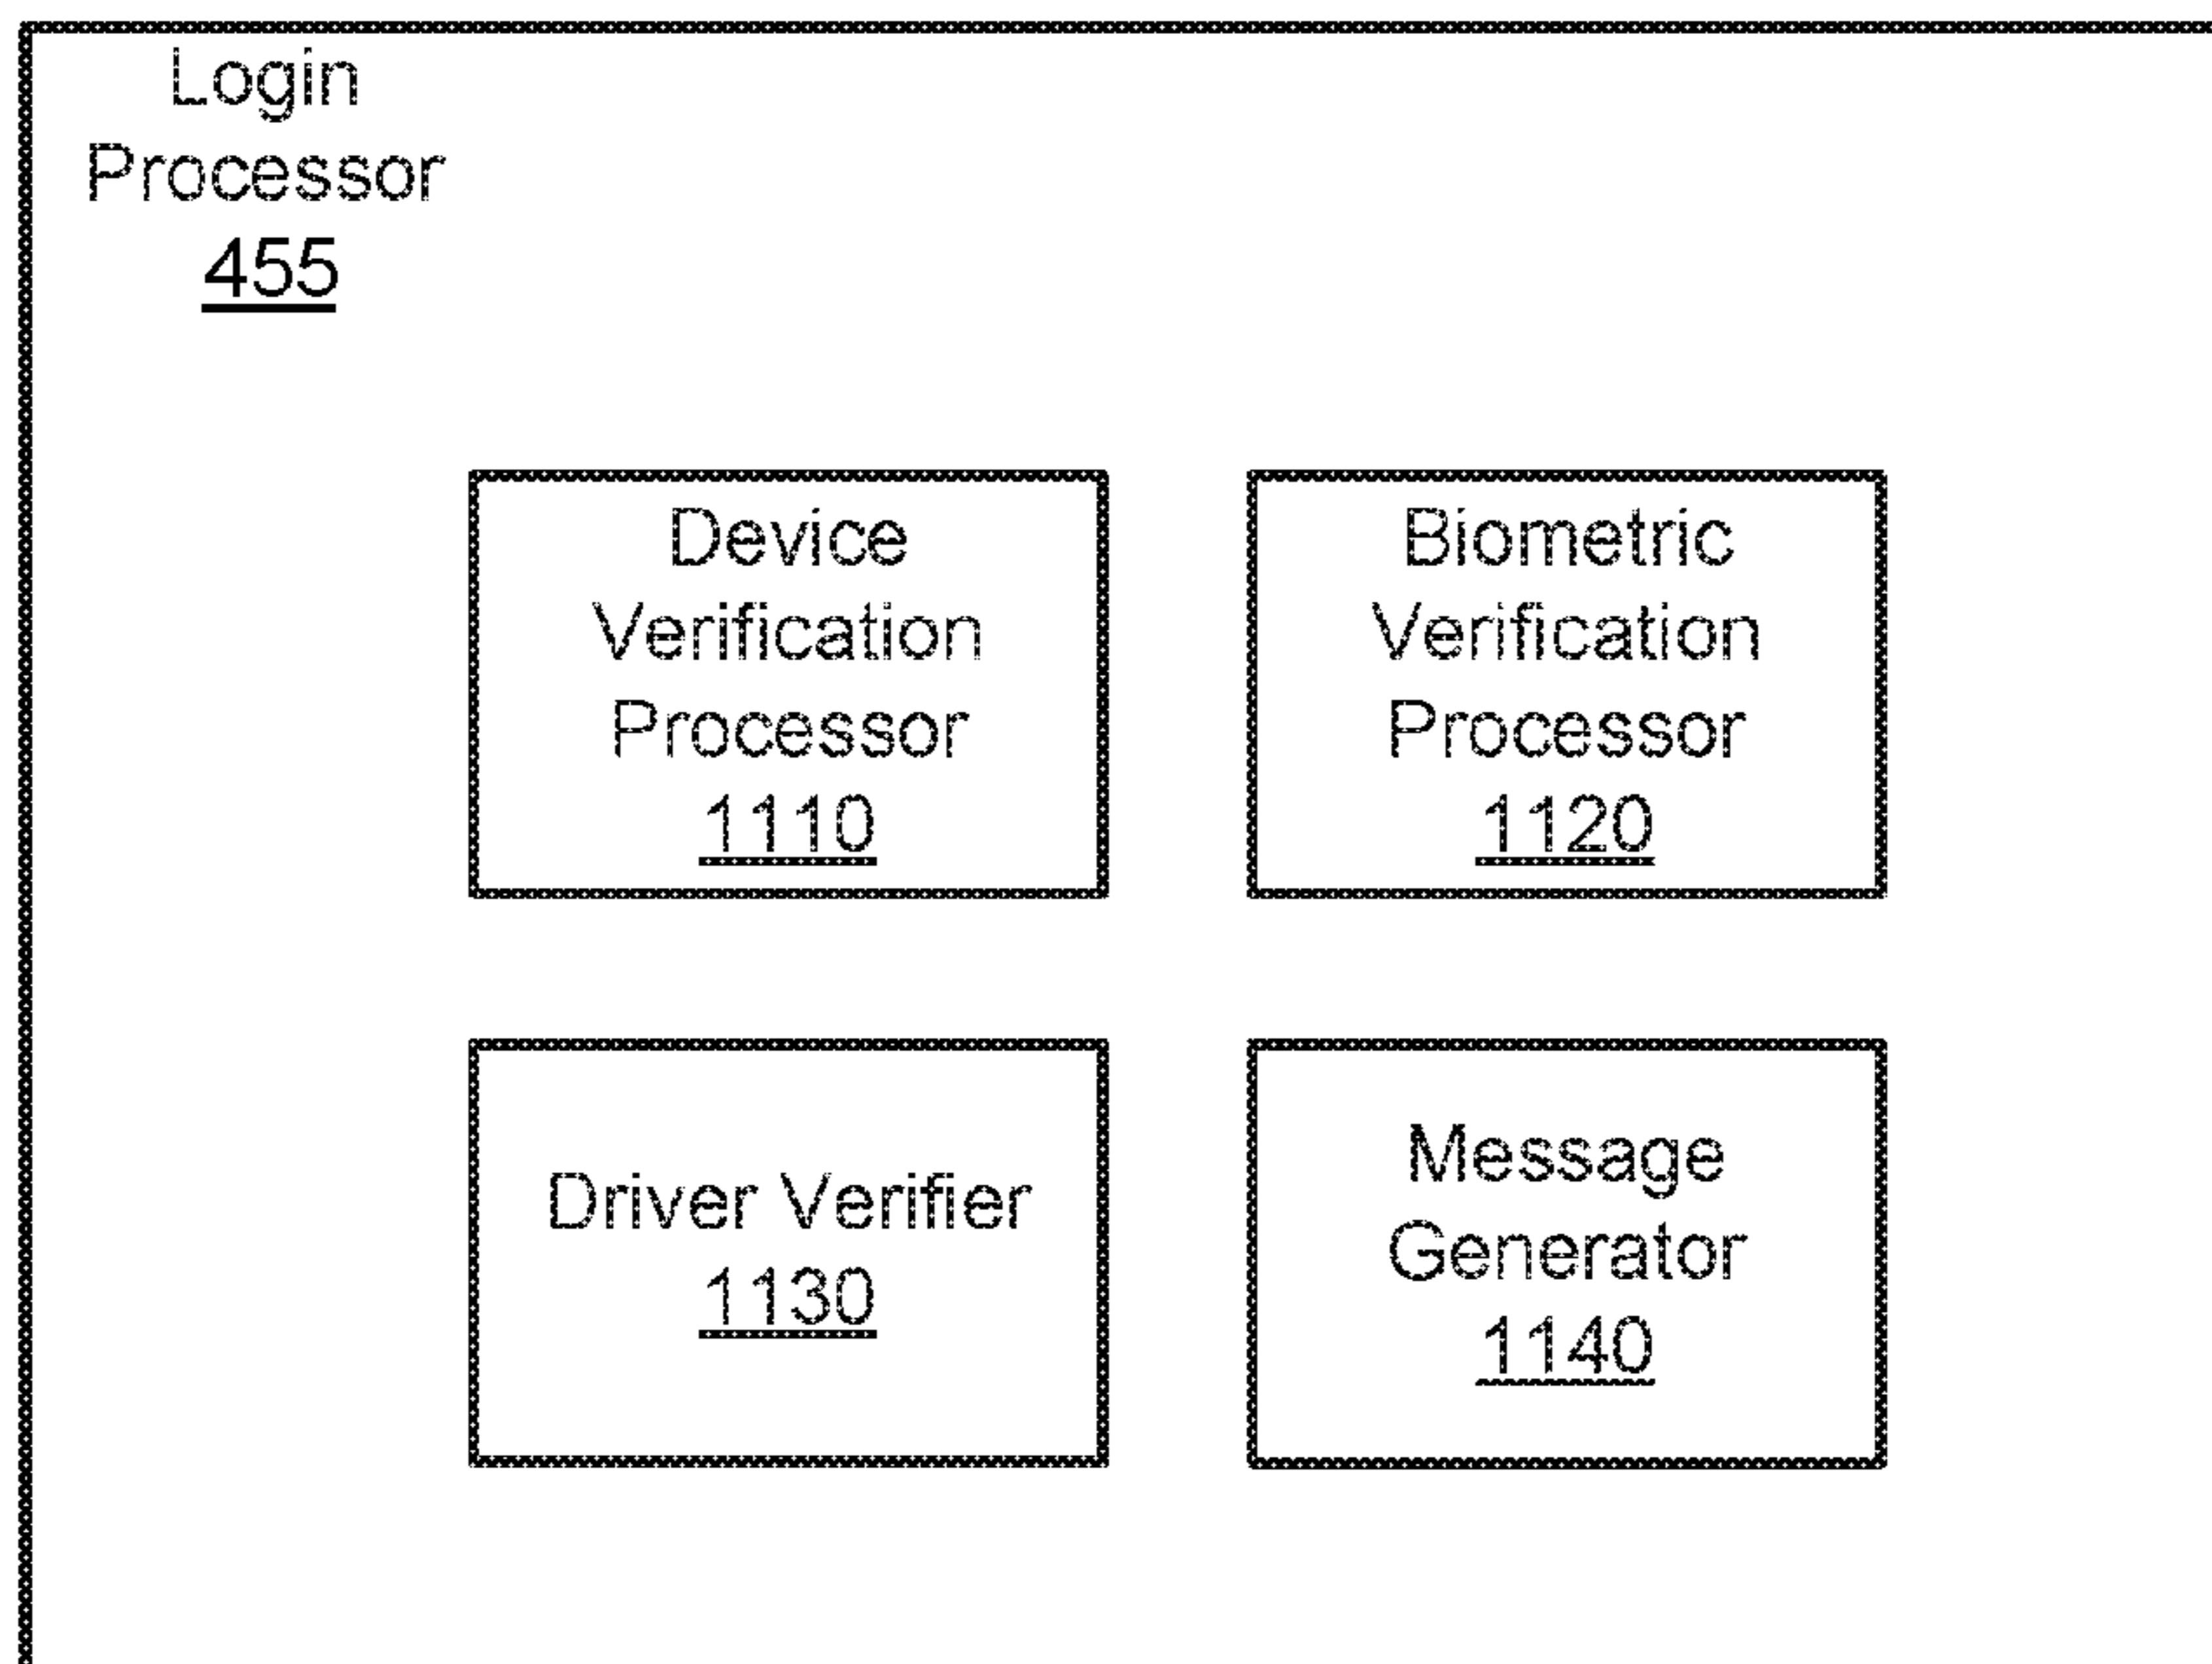 Login
Processor
455
Device
Verification
Processor
1110
Biometric
Verification
Processor
1120
Driver Verifier
1130
Message
Generator
1140